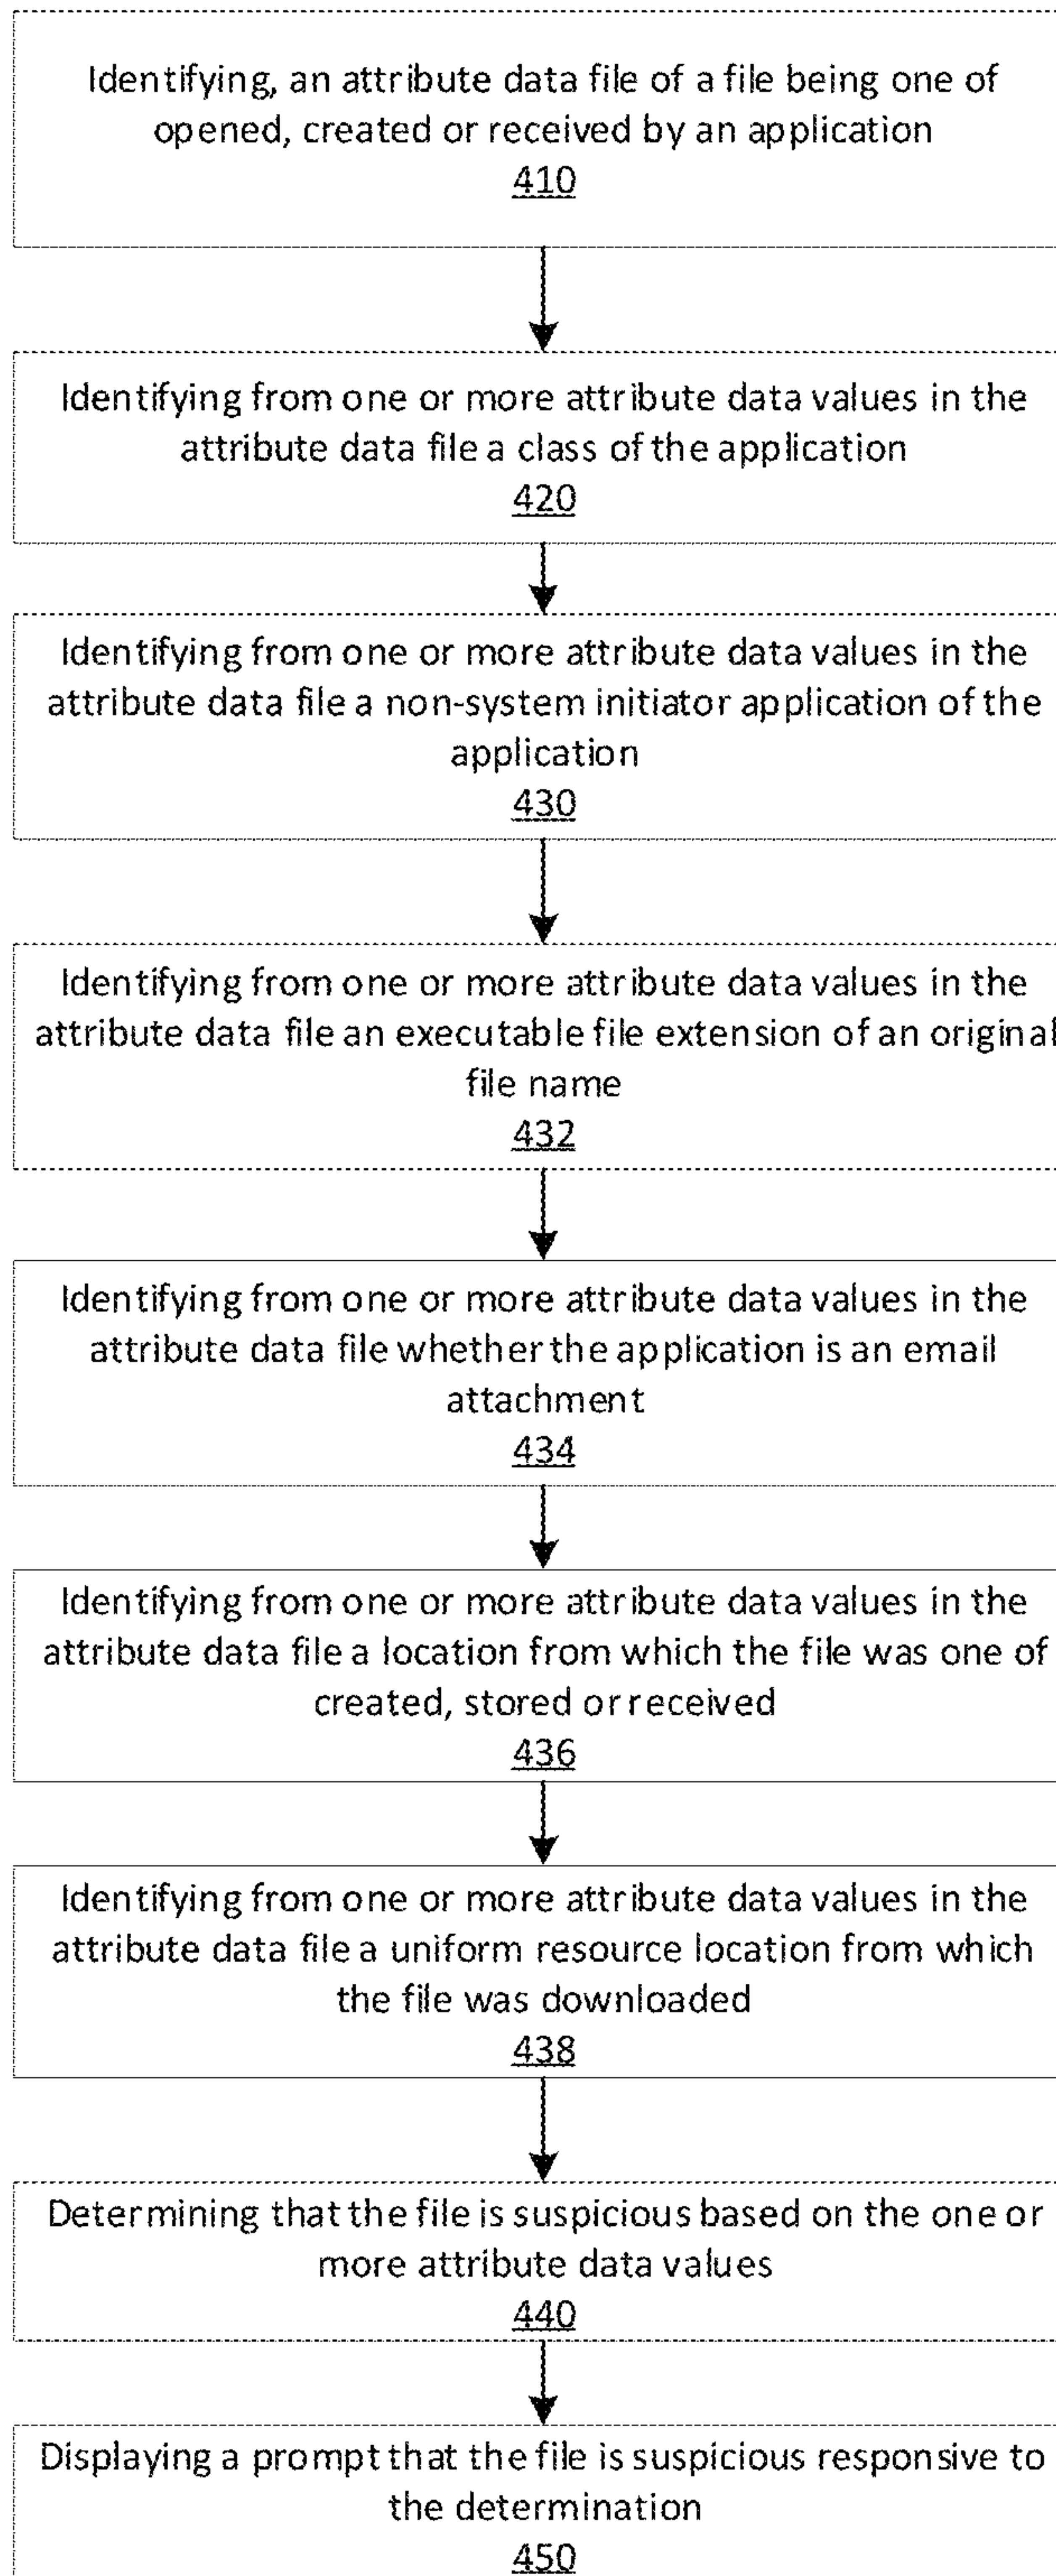 Identifying, an attribute data file of a file being one of
opened, created or received by an application
410
Identifying from one or more attribute data values in the
attribute data file a class of the application
420
Identifying from one or more attribute data values in the
attribute data file a non-system initiator application of the
application
430
Identifying from one or more attribute data values in the
attribute data file an executable file extension of an original
file name
432
Identifying from one or more attribute data values in the
attribute data file whether the application is an email
attachment
434
Identifying from one or more attribute data values in the
attribute data file a location from which the file was one of
created, stored or received
436
Identifying from one or more attribute data values in the
attribute data file a uniform resource location from which
the file was downloaded
438
Determining that the file is suspicious based on the one or
more attribute data values
440
Displaying a prompt that the file is suspicious responsive to
the determination
450